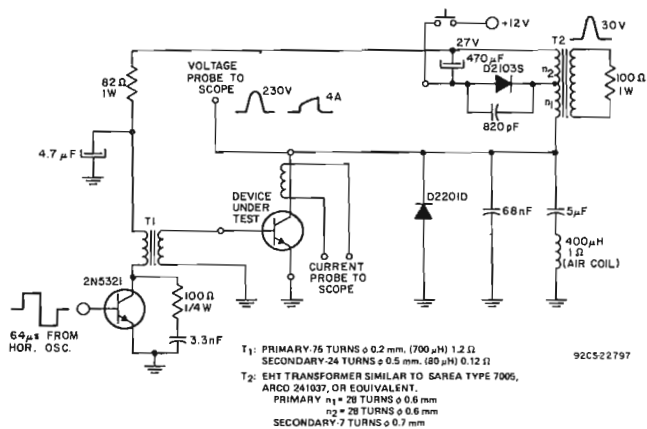 +12V
T2
30V
27V
470µF
D2103S
n2
n1
100Ω
1W
820 pF
82Ω
1W
VOLTAGE
PROBE TO
SCOPE
230V
4A
4.7µF
T1
DEVICE
UNDER
TEST
D2201D
68nF
5µF
400µH
1Ω
(AIR COIL)
CURRENT
PROBE TO
SCOPE
2N5321
100Ω
1/4W
3.3nF
64µs FROM
HOR. OSC.
T1: PRIMARY-75 TURNS ϕ 0.2 mm. (700 µH) 1.2 Ω
SECONDARY-24 TURNS ϕ 0.5 mm. (80 µH) 0.12 Ω
T2: EHT TRANSFORMER SIMILAR TO SAREA TYPE 7005,
ARCO 241037, OR EQUIVALENT.
PRIMARY n1 = 28 TURNS ϕ 0.6 mm
n2 = 28 TURNS ϕ 0.6 mm
SECONDARY-7 TURNS ϕ 0.7 mm
92CS-22797